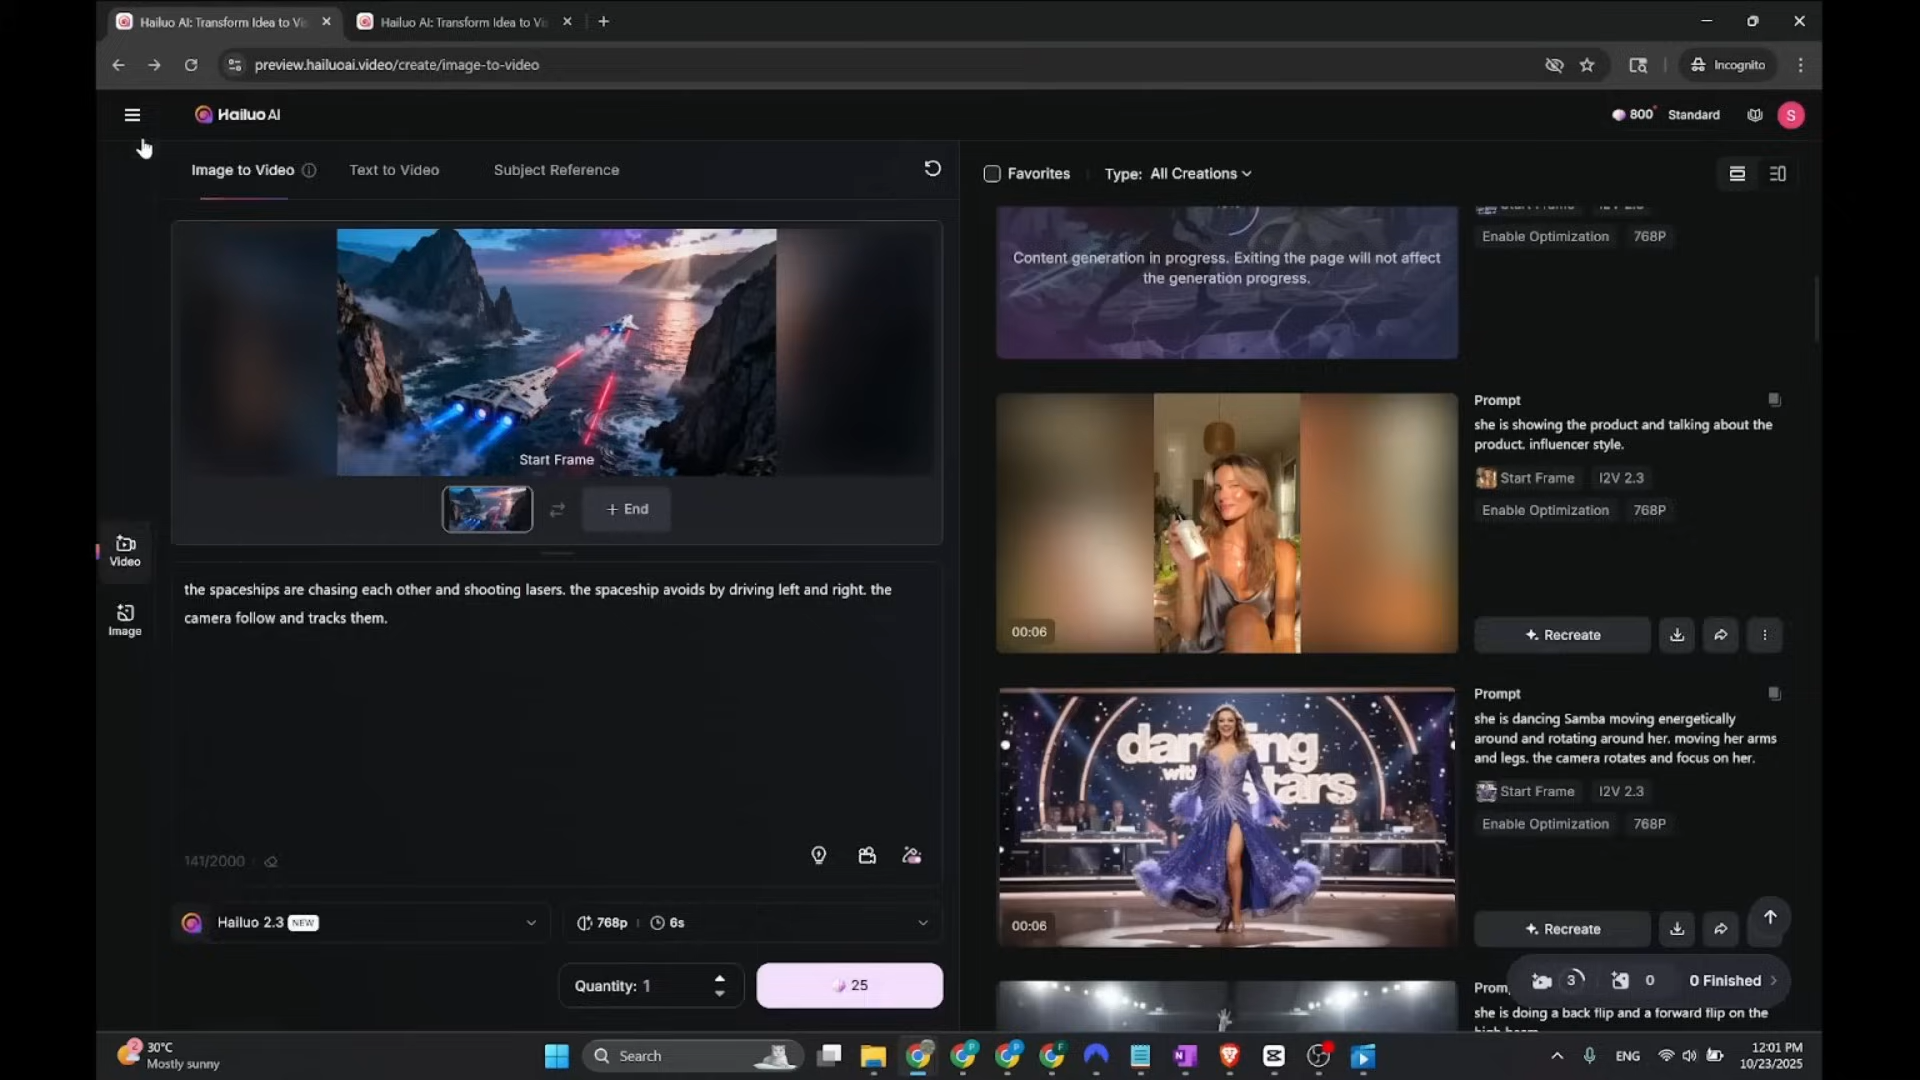 Hailuo AI: Transform Idea to Vi
Hailuo AI: Transform Idea to Vi
preview.hailuoai.video/create/image-to-video
Incognito
Hailuo AI
800
Standard
S
Image to Video
Text to Video
Subject Reference
Favorites
Type: All Creations
Enable Optimization
768P
Content generation in progress. Exiting the page will not affect
the generation progress.
Start Frame
+ End
Video
Image
the spaceships are chasing each other and shooting lasers. the spaceship avoids by driving left and right. the
camera follow and tracks them.
141/2000
Hailuo 2.3 NEW
768p
6s
Quantity: 1
25
00:06
Prompt
she is showing the product and talking about the
product. influencer style.
Start Frame
I2V 2.3
Enable Optimization
768P
Recreate
dancing
with
stars
00:06
Prompt
she is dancing Samba moving energetically
around and rotating around her. moving her arms
and legs. the camera rotates and focus on her.
Start Frame
I2V 2.3
Enable Optimization
768P
Recreate
3
0
0 Finished
she is doing a back flip and a forward flip on the
30°C
Mostly sunny
2
Search
P
P
F
ENG
12:01 PM
10/23/2025